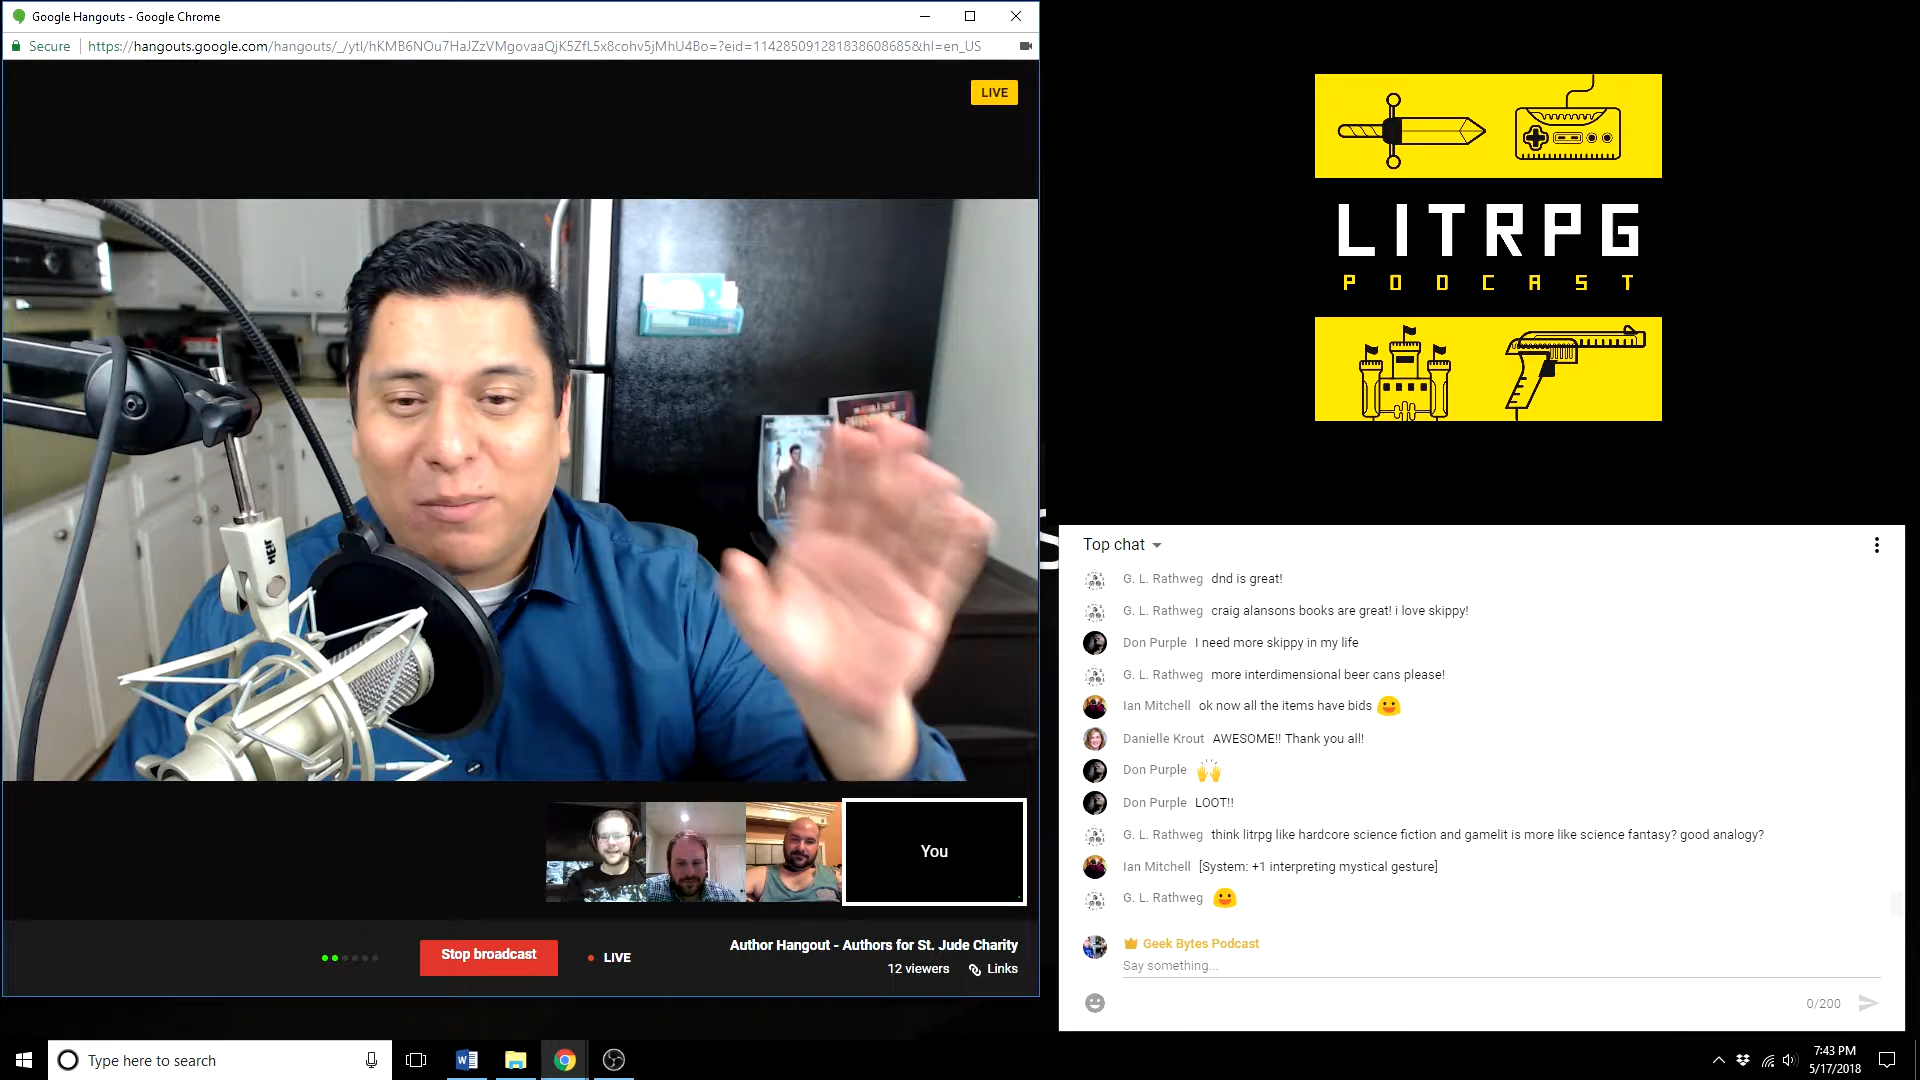 Google Hangouts - Google Chrome
Secure https://hangouts.google.com/hangouts/_/ytl/hKMB6NOu7HaJZzVMgovaaQjK5ZfL5x8cohv5jMhU4Bo=?eid=114285091281838608685&hl=en_US
LIVE
HEIL
LITRPG
PODCAST
Top chat
G. L. Rathweg dnd is great!
G. L. Rathweg craig alansons books are great! i love skippy!
Don Purple I need more skippy in my life
G. L. Rathweg more interdimensional beer cans please!
Ian Mitchell ok now all the items have bids 😃
Danielle Krout AWESOME!! Thank you all!
Don Purple 🙌
Don Purple LOOT!!
G. L. Rathweg think litrpg like hardcore science fiction and gamelit is more like science fantasy? good analogy?
Ian Mitchell [System: +1 interpreting mystical gesture]
G. L. Rathweg 😃
Geek Bytes Podcast
Say something...
0/200
You
Stop broadcast
LIVE
Author Hangout - Authors for St. Jude Charity
12 viewers Links
Type here to search
7:43 PM
5/17/2018